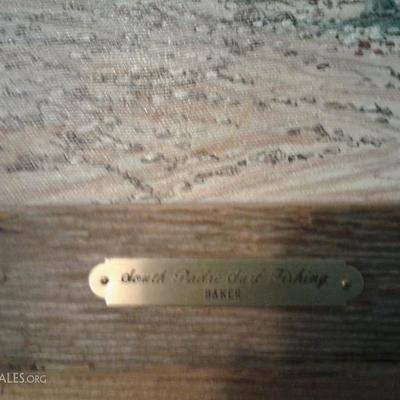 South Padre Surf Fishing
BAKER
ALES.ORG